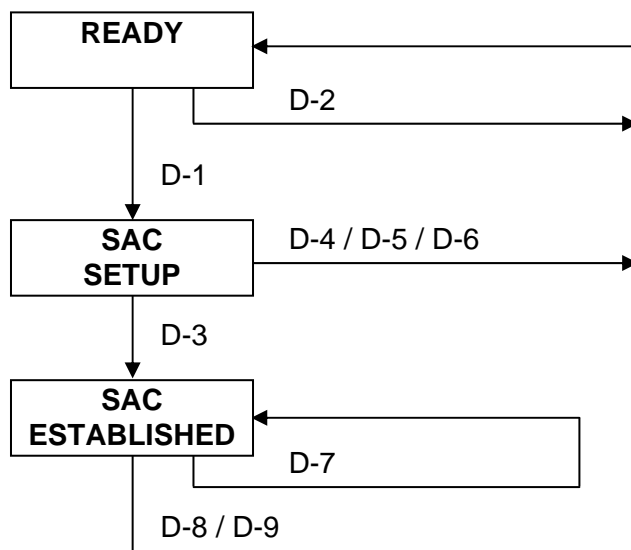 READY
D-2
D-1
SAC
SETUP
D-4 / D-5 / D-6
D-3
SAC
ESTABLISHED
D-7
D-8 / D-9